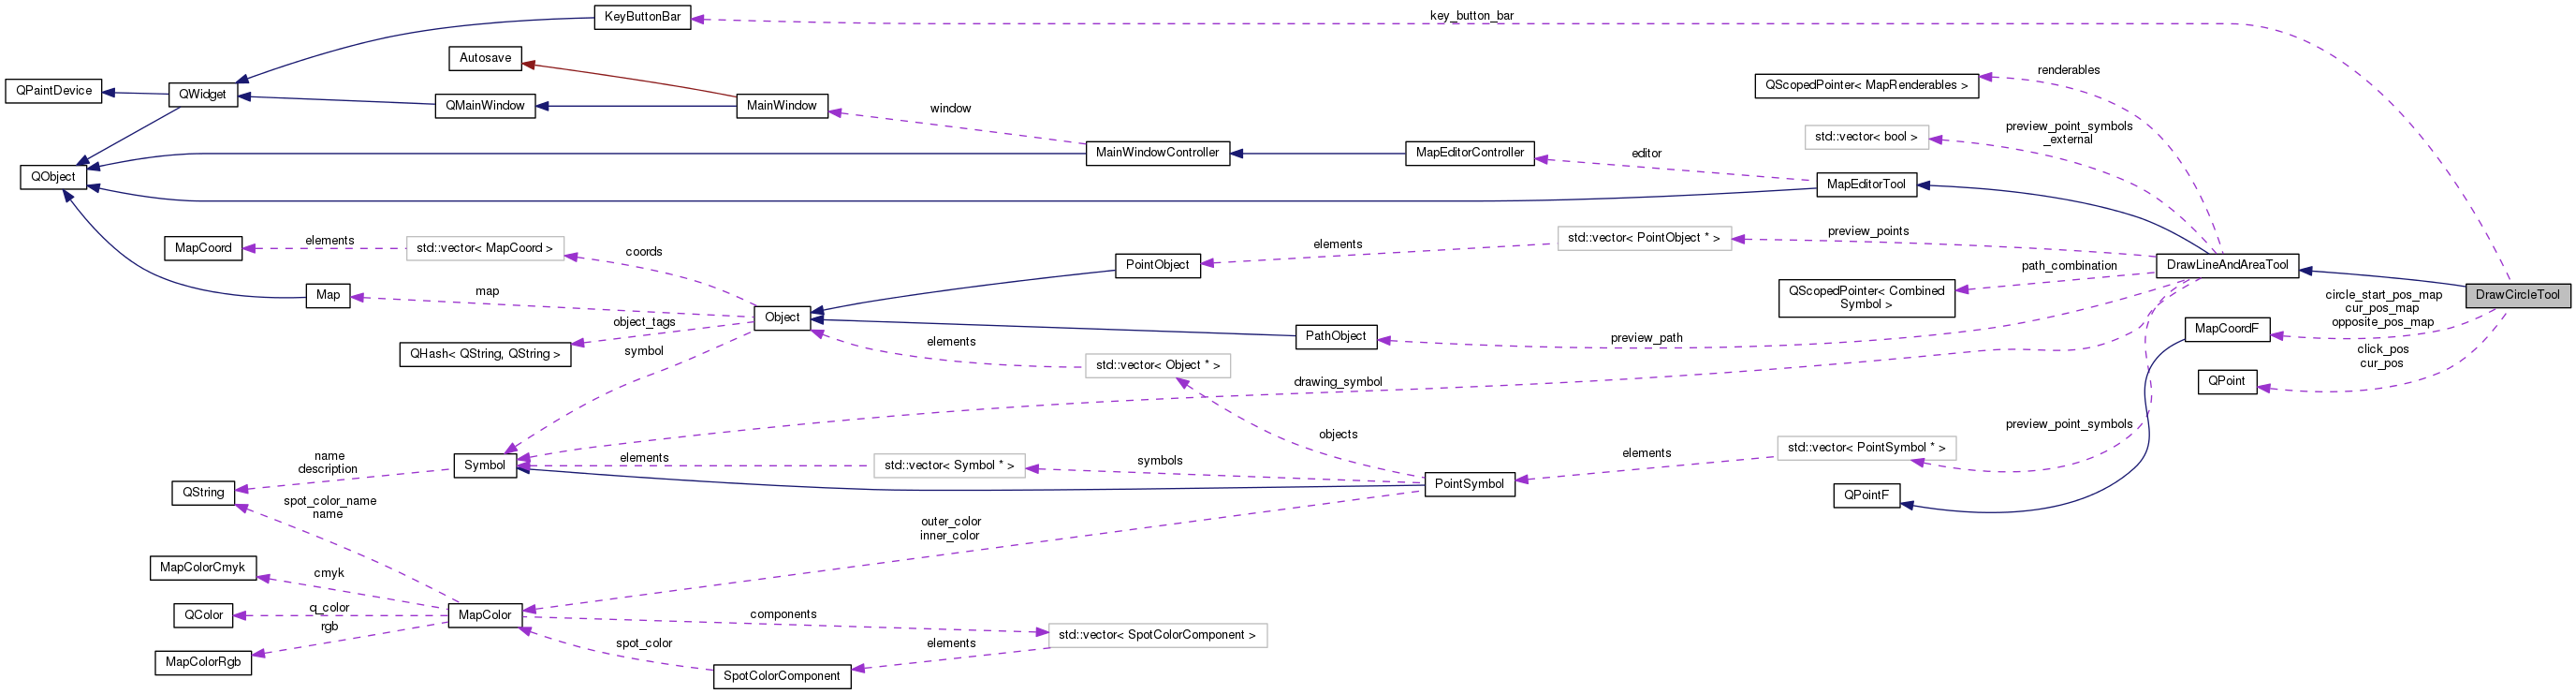 KeyButtonBar
key_button_bar
Autosave
QPaintDevice
QWidget
QMainWindow
MainWindow
window
renderables
QScopedPointer< MapRenderables >
preview_point_symbols
_external
std::vector< bool >
QObject
MainWindowController
MapEditorController
editor
MapEditorTool
MapCoord
elements
std::vector< MapCoord >
coords
PointObject
elements
std::vector< PointObject * >
preview_points
DrawLineAndAreaTool
path_combination
QScopedPointer< Combined
Symbol >
DrawCircleTool
Map
map
Object
object_tags
QHash< QString, QString >
symbol
PathObject
preview_path
circle_start_pos_map
cur_pos_map
opposite_pos_map
MapCoordF
click_pos
cur_pos
QPoint
elements
std::vector< Object * >
drawing_symbol
objects
preview_point_symbols
std::vector< PointSymbol * >
elements
name
description
Symbol
elements
std::vector< Symbol * >
symbols
PointSymbol
QPointF
QString
spot_color_name
name
outer_color
inner_color
MapColorCmyk
cmyk
QColor
q_color
rgb
MapColor
components
std::vector< SpotColorComponent >
MapColorRgb
spot_color
elements
SpotColorComponent